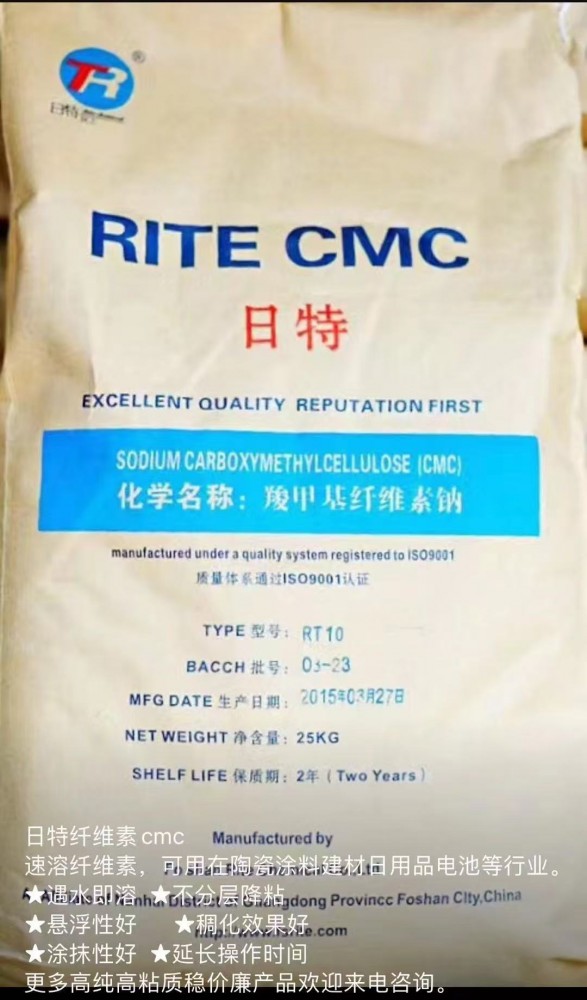 TR ®
日特
RITE CMC
日特
EXCELLENT QUALITY REPUTATION FIRST
SODIUM CARBOXYMETHYLCELLULOSE (CMC)
化学名称：羧甲基纤维素钠
manufactured under a quality system registered to ISO9001
质量体系通过ISO9001认证
TYPE 型号：RT10
BACCH 批号：03-23
MFG DATE 生产日期：2015年03月27日
NET WEIGHT 净含量：25KG
SHELF LIFE 保质期：2年（Two Years）
日特纤维素cmc
Manufactured by
速溶纤维素，可用在陶瓷涂料建材日用品电池等行业。
★遇水即溶 ★不分层降粘
Guangdong Provincc Foshan CIty,China
★悬浮性好 ★稠化效果好
★涂抹性好 ★延长操作时间
更多高纯高粘质稳价廉产品欢迎来电咨询。